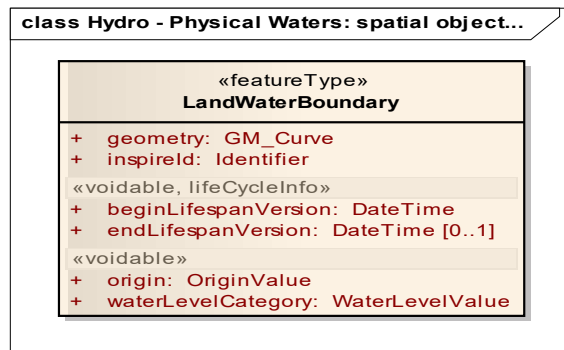 class Hydro - Physical Waters: spatial object...
«featureType»
LandWaterBoundary
+ geometry: GM_Curve
+ inspireId: Identifier
«voidable, lifeCycleInfo»
+ beginLifespanVersion: DateTime
+ endLifespanVersion: DateTime [0..1]
«voidable»
+ origin: OriginValue
+ waterLevelCategory: WaterLevelValue